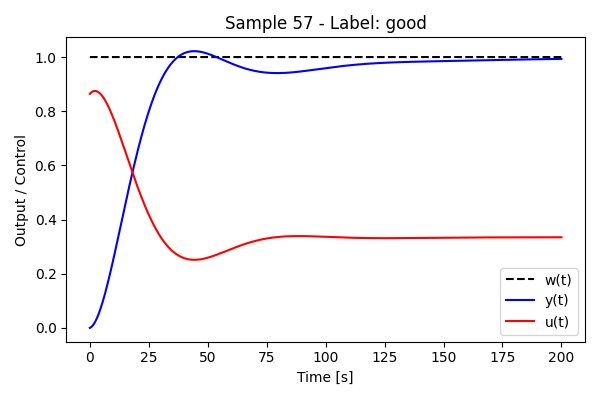 Sample 57 - Label: good
Output / Control
1.0
0.8
0.6
0.4
0.2
0.0
w(t)
y(t)
u(t)
0 25 50 75 100 125 150 175 200
Time [s]